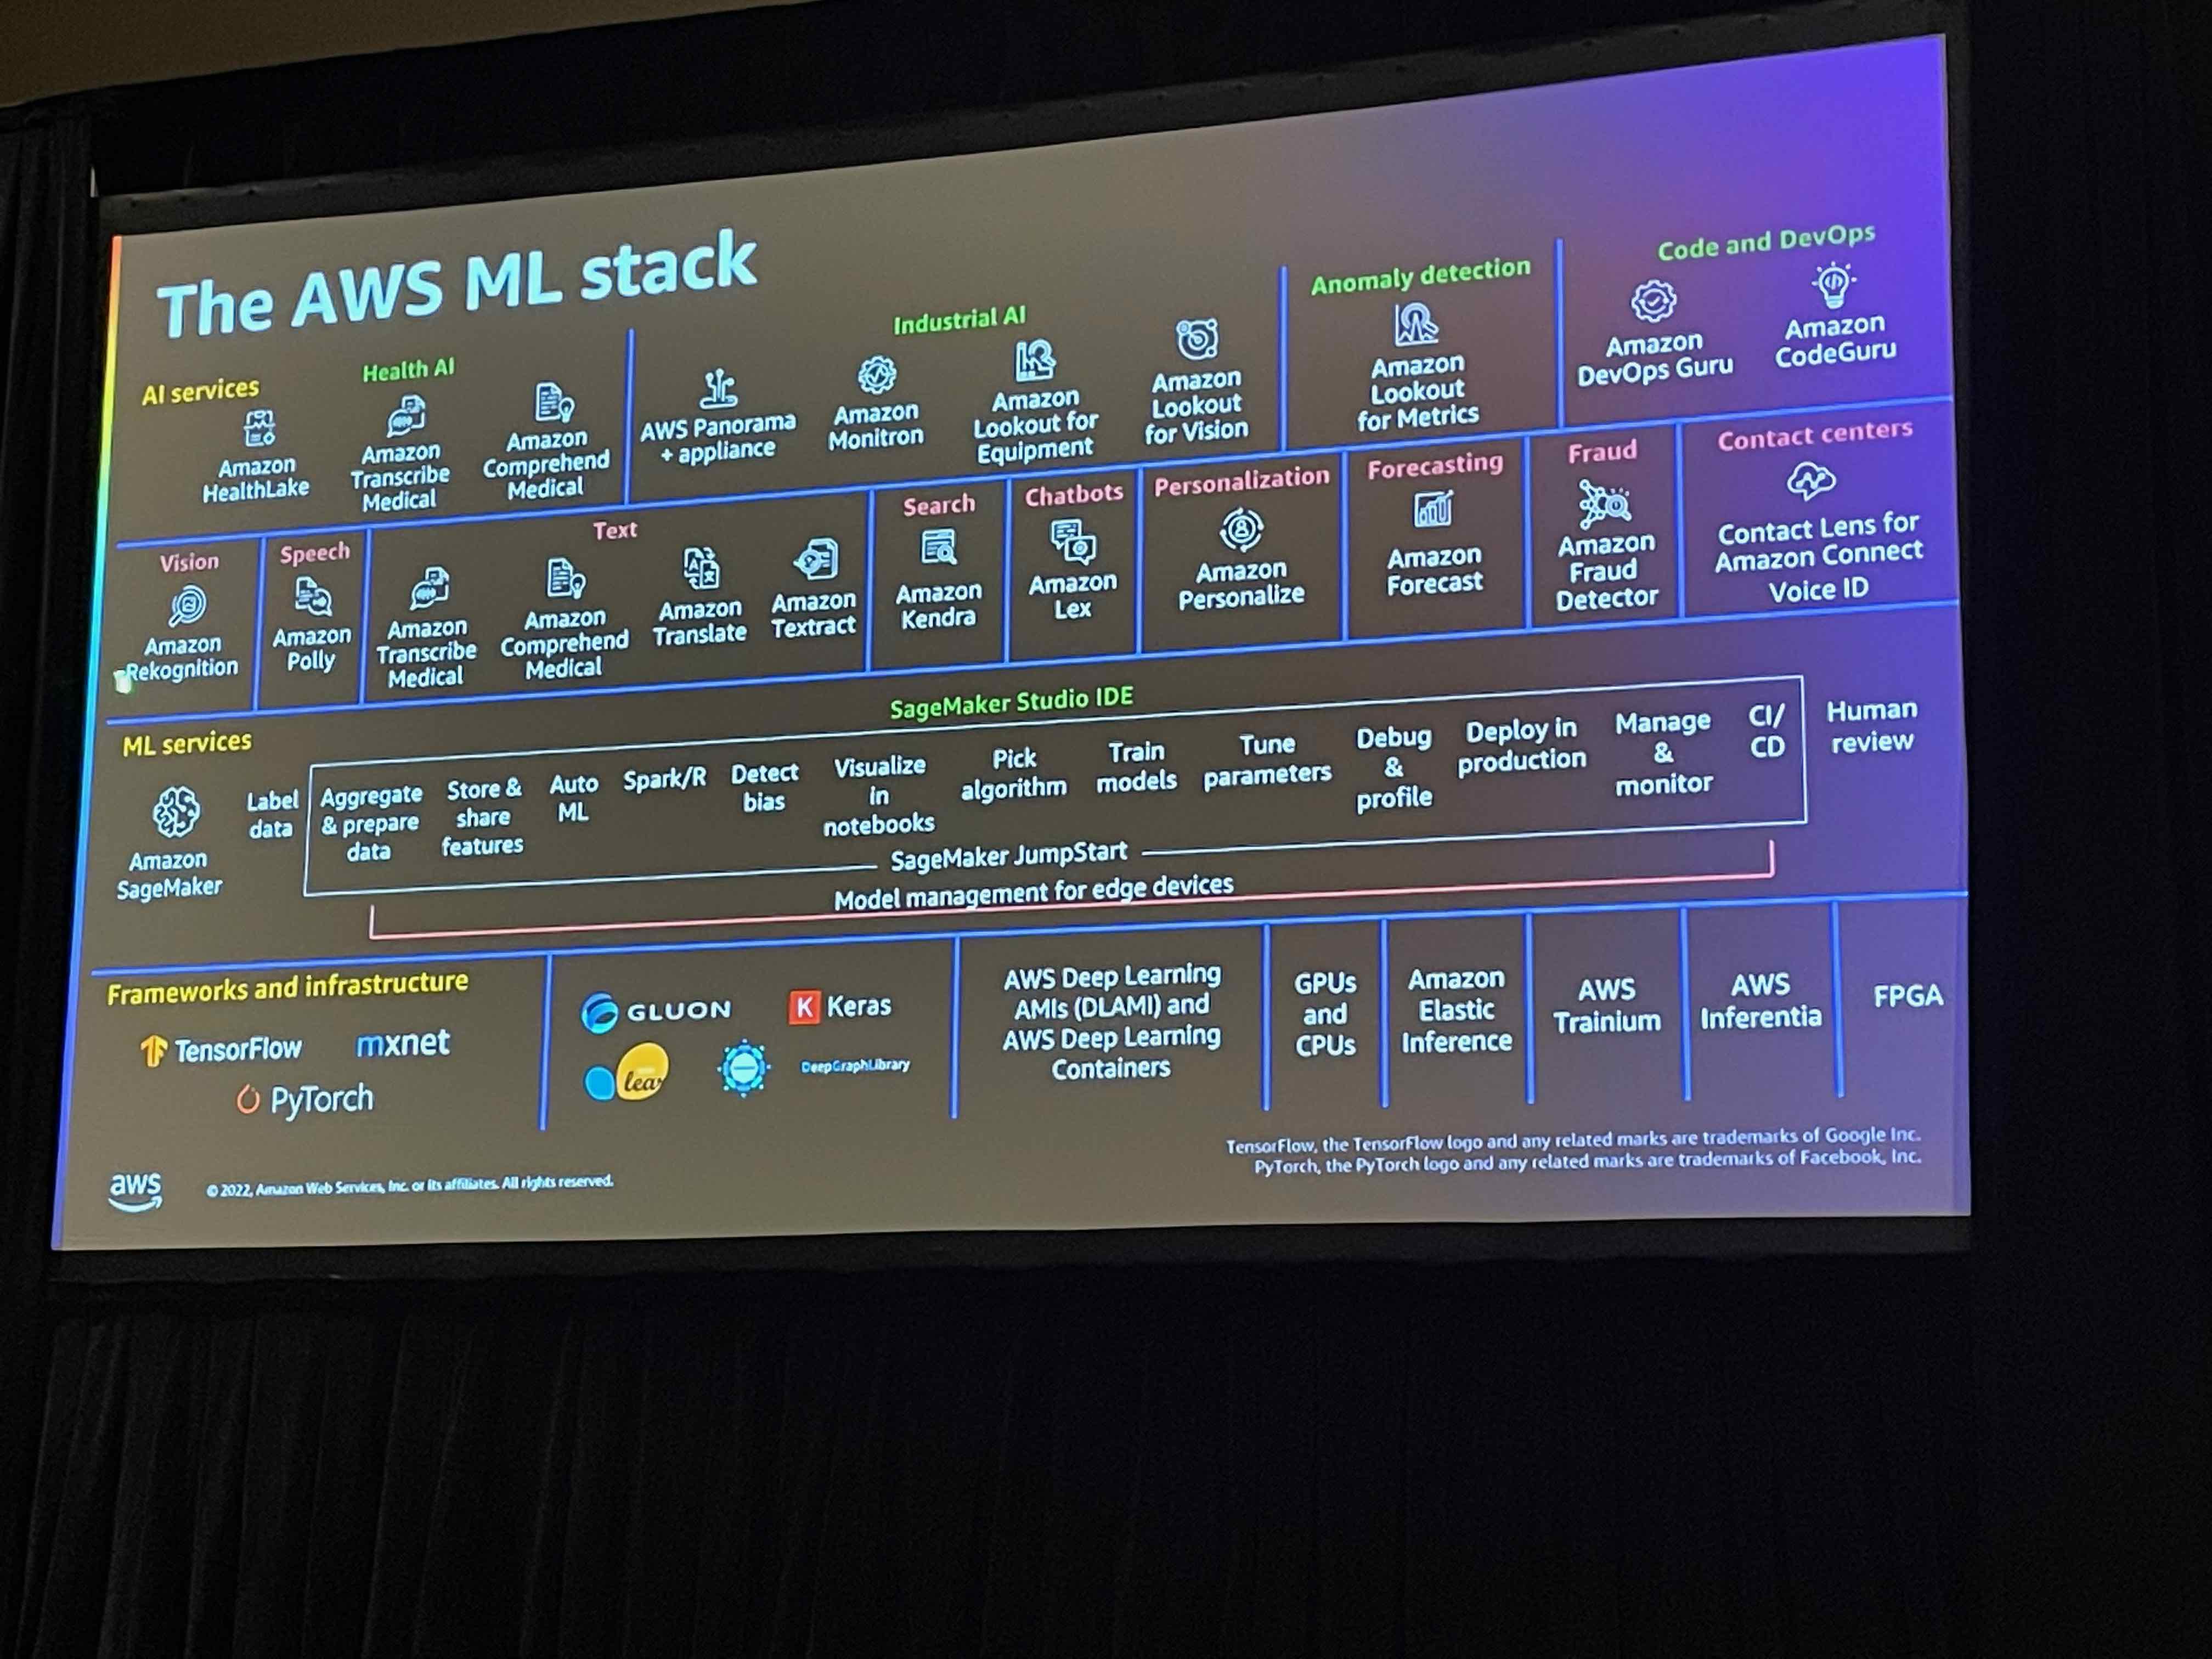 The AWS ML stack
AI services
Health AI
Amazon
HealthLake
Amazon
Transcribe
Medical
Amazon
Comprehend
Medical
Industrial AI
AWS Panorama
+ appliance
Amazon
Monitron
Amazon
Lookout for
Equipment
Amazon
Lookout
for Vision
Anomaly detection
Amazon
Lookout
for Metrics
Code and DevOps
Amazon
DevOps Guru
Amazon
CodeGuru
Vision
Amazon
Rekognition
Speech
Amazon
Polly
Text
Amazon
Transcribe
Medical
Amazon
Comprehend
Medical
Amazon
Translate
Amazon
Textract
Search
Amazon
Kendra
Chatbots
Amazon
Lex
Personalization
Amazon
Personalize
Forecasting
Amazon
Forecast
Fraud
Amazon
Fraud
Detector
Contact centers
Contact Lens for
Amazon Connect
Voice ID
ML services
Amazon
SageMaker
Label
data
SageMaker Studio IDE
Aggregate
& prepare
data
Store &
share
features
Auto
ML
Spark/R
Detect
bias
Visualize
in
notebooks
Pick
algorithm
Train
models
Tune
parameters
Debug
&
profile
Deploy in
production
Manage
&
monitor
CI/
CD
Human
review
SageMaker JumpStart
Model management for edge devices
Frameworks and infrastructure
TensorFlow
mxnet
PyTorch
GLUON
K Keras
lear
DeepGraphLibrary
AWS Deep Learning
AMIs (DLAMI) and
AWS Deep Learning
Containers
GPUs
and
CPUs
Amazon
Elastic
Inference
AWS
Trainium
AWS
Inferentia
FPGA
TensorFlow, the TensorFlow logo and any related marks are trademarks of Google Inc.
PyTorch, the PyTorch logo and any related marks are trademarks of Facebook, Inc.
aws
© 2022, Amazon Web Services, Inc. or its affiliates. All rights reserved.